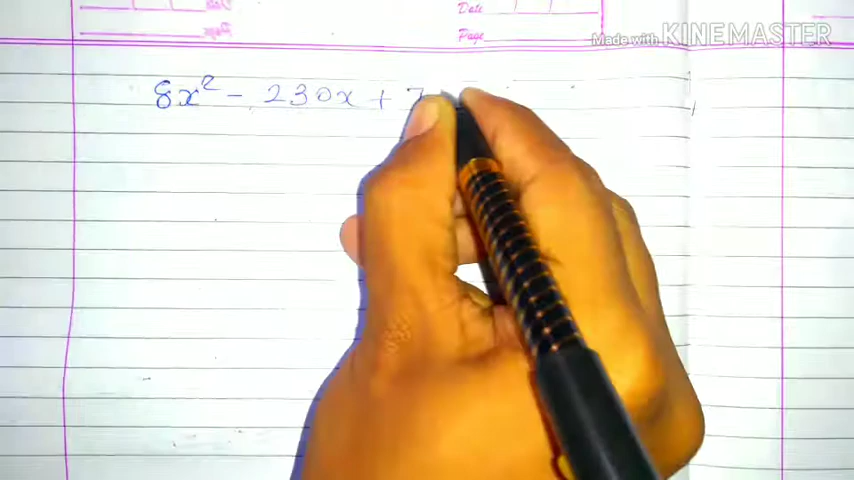 Date
Page
Made with KINEMASTER
8x² - 230x + 7